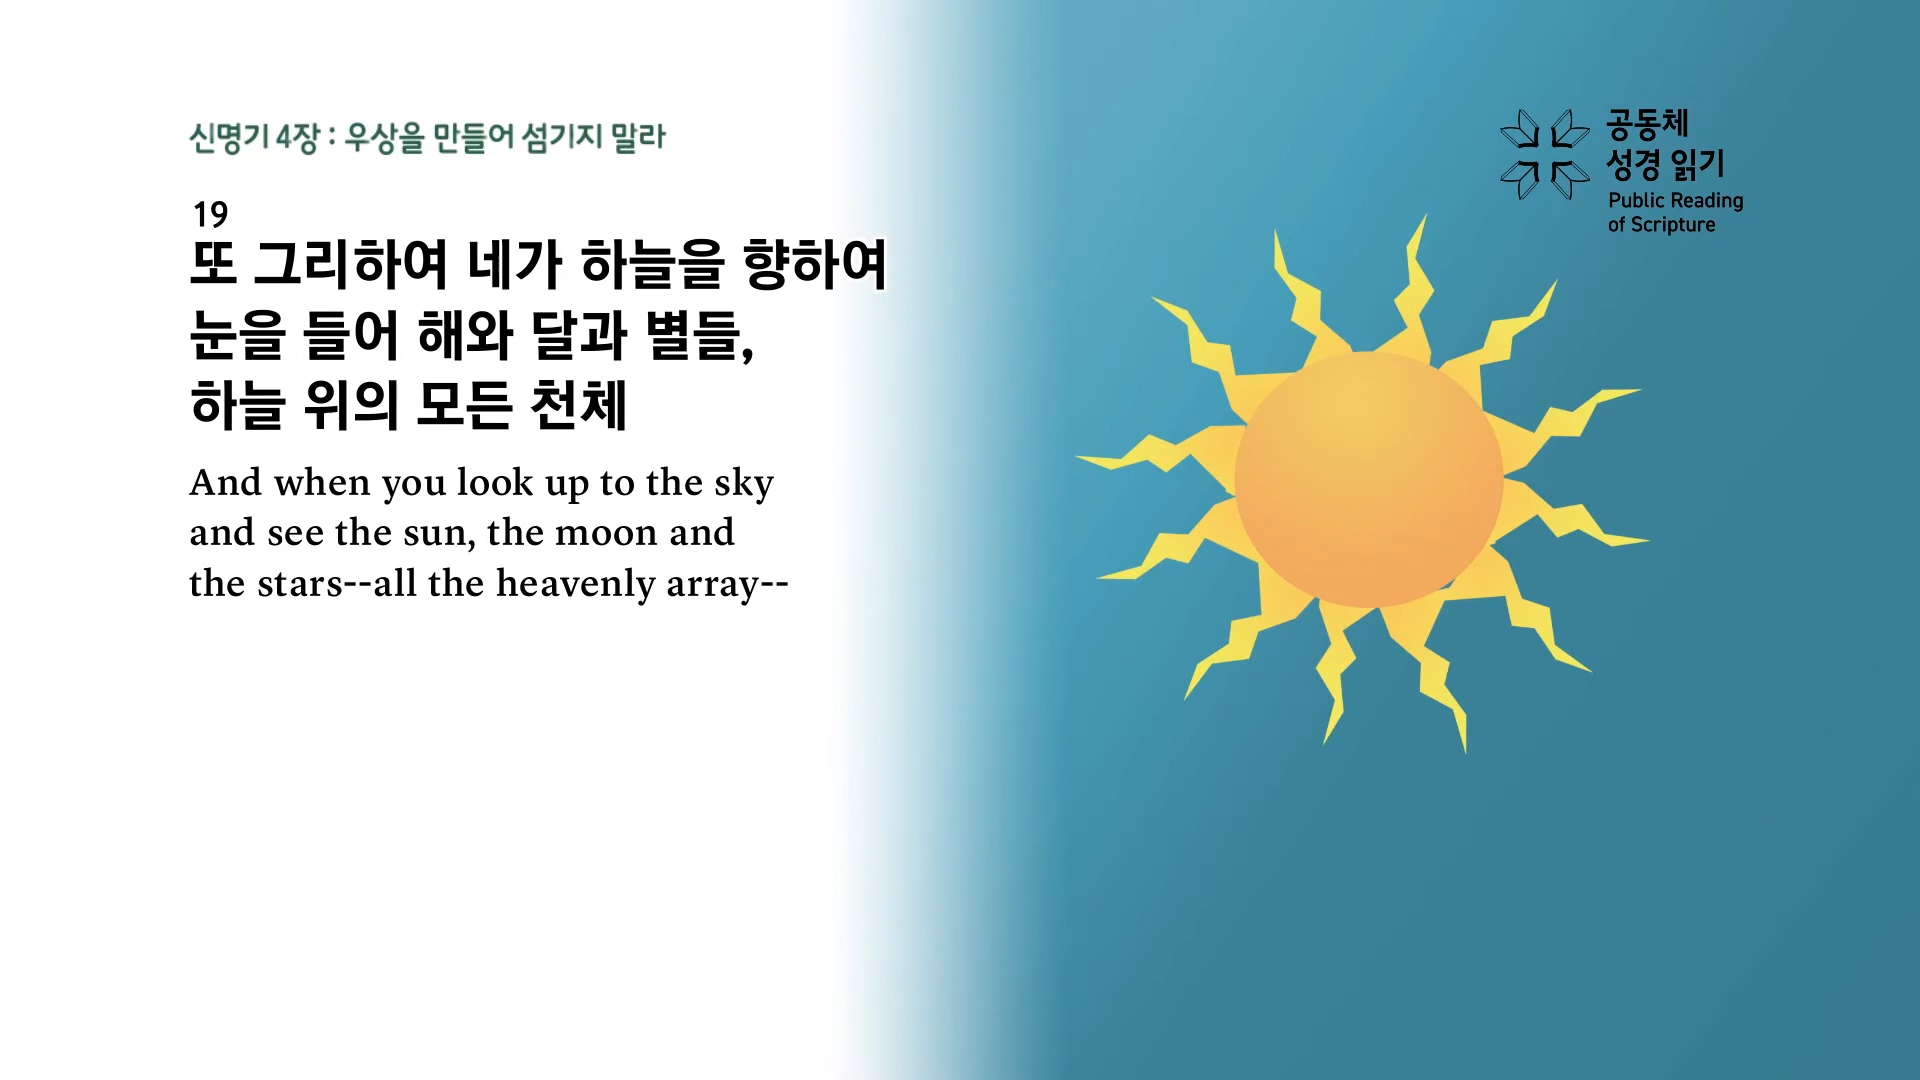 신명기 4장 : 우상을 만들어 섬기지 말라
19
또 그리하여 네가 하늘을 향하여
눈을 들어 해와 달과 별들,
하늘 위의 모든 천체
And when you look up to the sky
and see the sun, the moon and
the stars--all the heavenly array--
공동체
성경 읽기
Public Reading
of Scripture